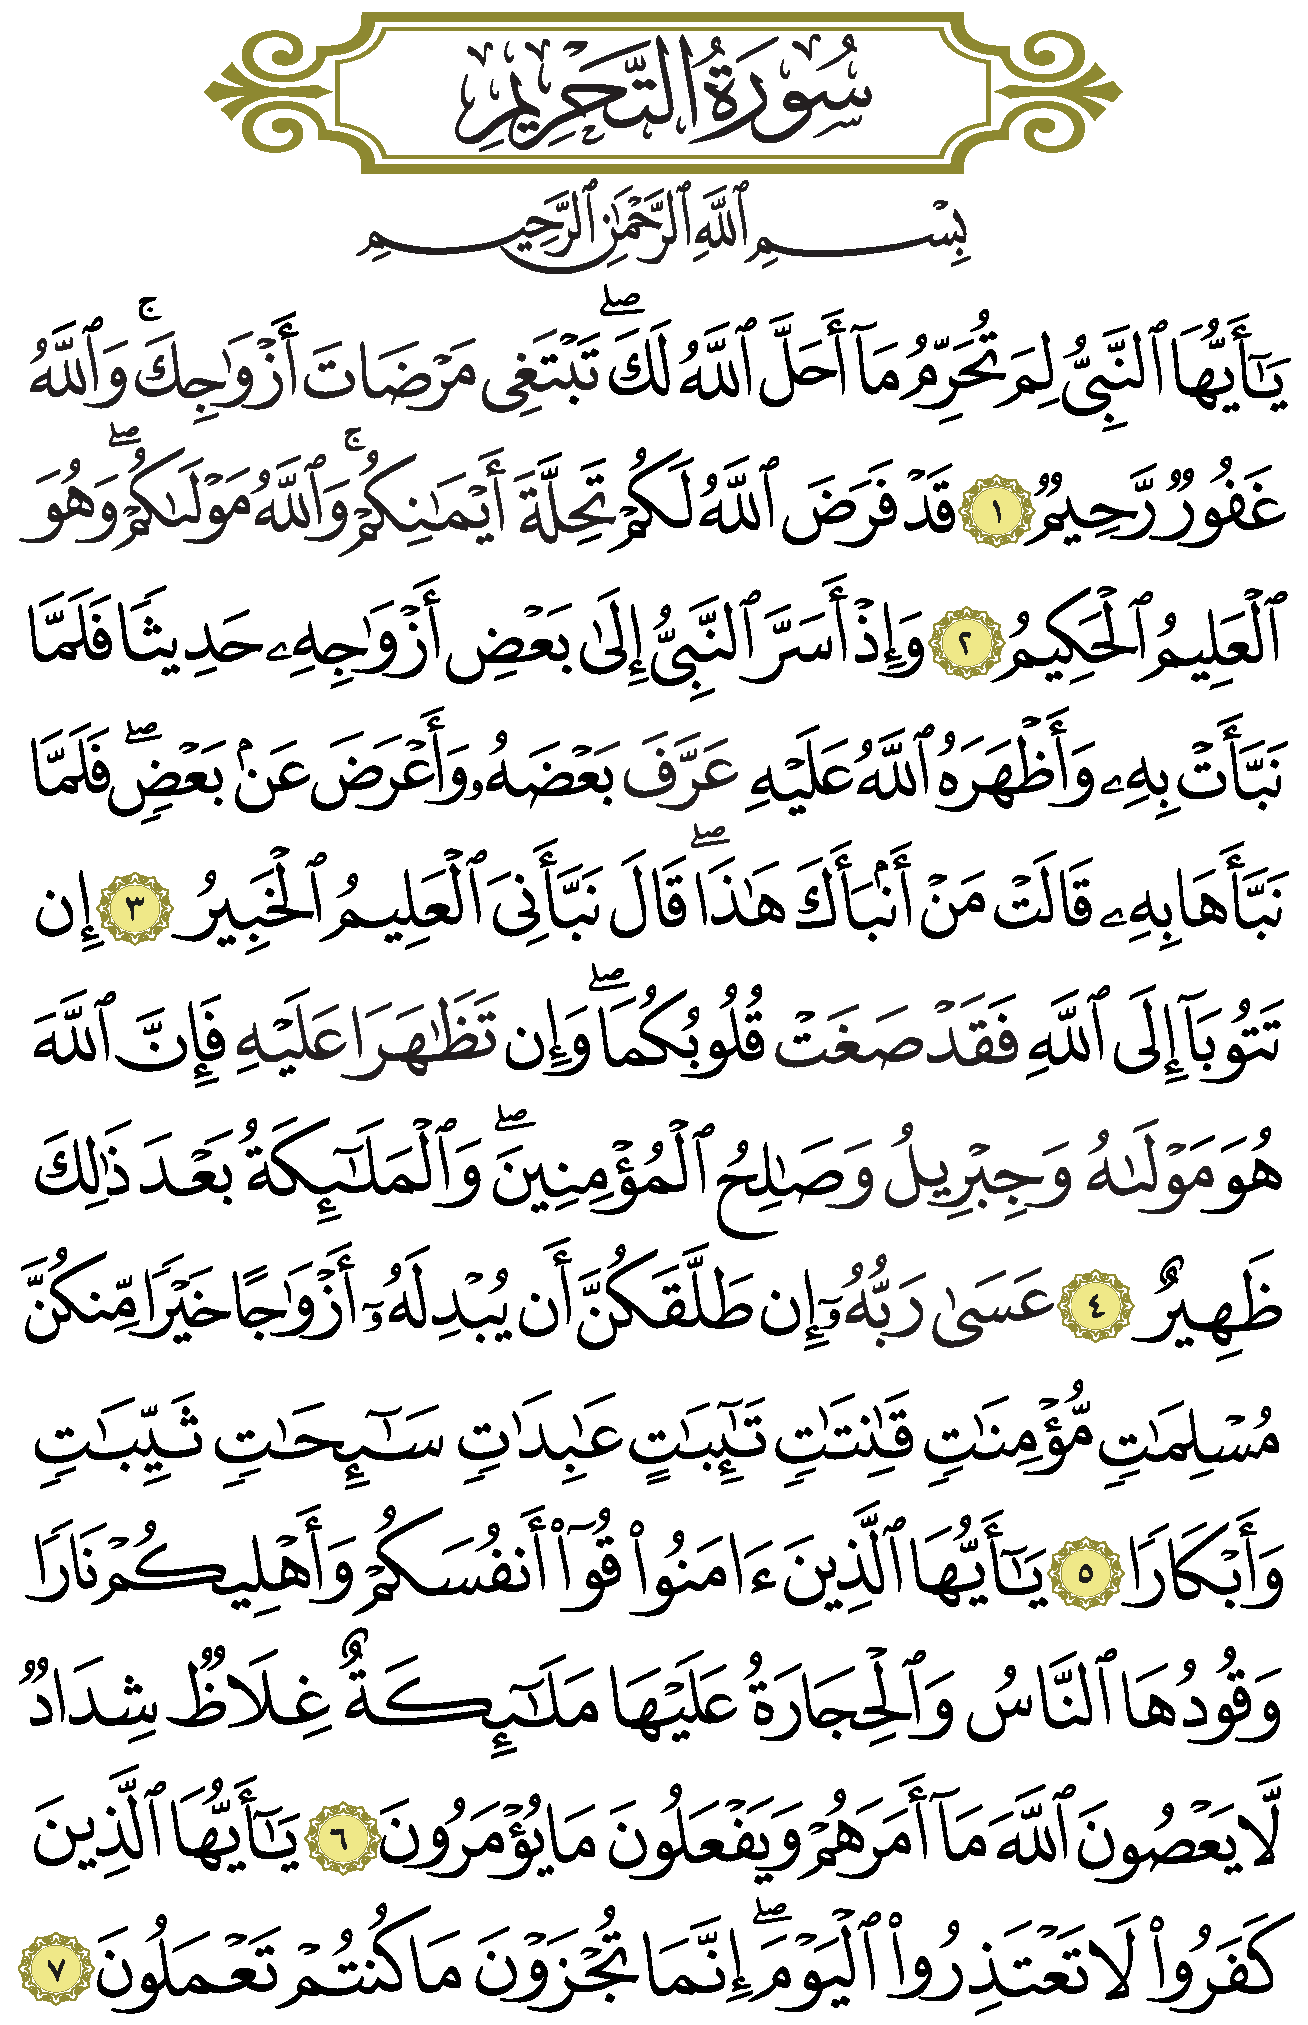 سُورَةُ التَّحْرِيمِ
بِسْمِ ٱللَّهِ ٱلرَّحْمَٰنِ ٱلرَّحِيمِ
يَٰٓأَيُّهَا ٱلنَّبِىُّ لِمَ تُحَرِّمُ مَآ أَحَلَّ ٱللَّهُ لَكَ ۖ تَبْتَغِى مَرْضَاتَ أَزْوَٰجِكَ ۚ وَٱللَّهُ
غَفُورٌ رَّحِيمٌ ١ قَدْ فَرَضَ ٱللَّهُ لَكُمْ تَحِلَّةَ أَيْمَٰنِكُمْ ۚ وَٱللَّهُ مَوْلَىٰكُمْ ۖ وَهُوَ
ٱلْعَلِيمُ ٱلْحَكِيمُ ٢ وَإِذْ أَسَرَّ ٱلنَّبِىُّ إِلَىٰ بَعْضِ أَزْوَٰجِهِۦ حَدِيثًا فَلَمَّا
نَبَّأَتْ بِهِۦ وَأَظْهَرَهُ ٱللَّهُ عَلَيْهِ عَرَّفَ بَعْضَهُۥ وَأَعْرَضَ عَنۢ بَعْضٍ ۖ فَلَمَّا
نَبَّأَهَا بِهِۦ قَالَتْ مَنْ أَنۢبَأَكَ هَٰذَا ۖ قَالَ نَبَّأَنِىَ ٱلْعَلِيمُ ٱلْخَبِيرُ ٣ إِن
تَتُوبَآ إِلَى ٱللَّهِ فَقَدْ صَغَتْ قُلُوبُكُمَا ۖ وَإِن تَظَٰهَرَا عَلَيْهِ فَإِنَّ ٱللَّهَ
هُوَ مَوْلَىٰهُ وَجِبْرِيلُ وَصَٰلِحُ ٱلْمُؤْمِنِينَ ۖ وَٱلْمَلَٰٓئِكَةُ بَعْدَ ذَٰلِكَ
ظَهِيرٌ ٤ عَسَىٰ رَبُّهُۥٓ إِن طَلَّقَكُنَّ أَن يُبْدِلَهُۥٓ أَزْوَٰجًا خَيْرًا مِّنكُنَّ
مُسْلِمَٰتٍ مُّؤْمِنَٰتٍ قَٰنِتَٰتٍ تَٰٓئِبَٰتٍ عَٰبِدَٰتٍ سَٰٓئِحَٰتٍ ثَيِّبَٰتٍ
وَأَبْكَارًا ٥ يَٰٓأَيُّهَا ٱلَّذِينَ ءَامَنُوا۟ قُوٓا۟ أَنفُسَكُمْ وَأَهْلِيكُمْ نَارًا
وَقُودُهَا ٱلنَّاسُ وَٱلْحِجَارَةُ عَلَيْهَا مَلَٰٓئِكَةٌ غِلَاظٌ شِدَادٌ
لَّا يَعْصُونَ ٱللَّهَ مَآ أَمَرَهُمْ وَيَفْعَلُونَ مَا يُؤْمَرُونَ ٦ يَٰٓأَيُّهَا ٱلَّذِينَ
كَفَرُوا۟ لَا تَعْتَذِرُوا۟ ٱلْيَوْمَ ۖ إِنَّمَا تُجْزَوْنَ مَا كُنتُمْ تَعْمَلُونَ ٧